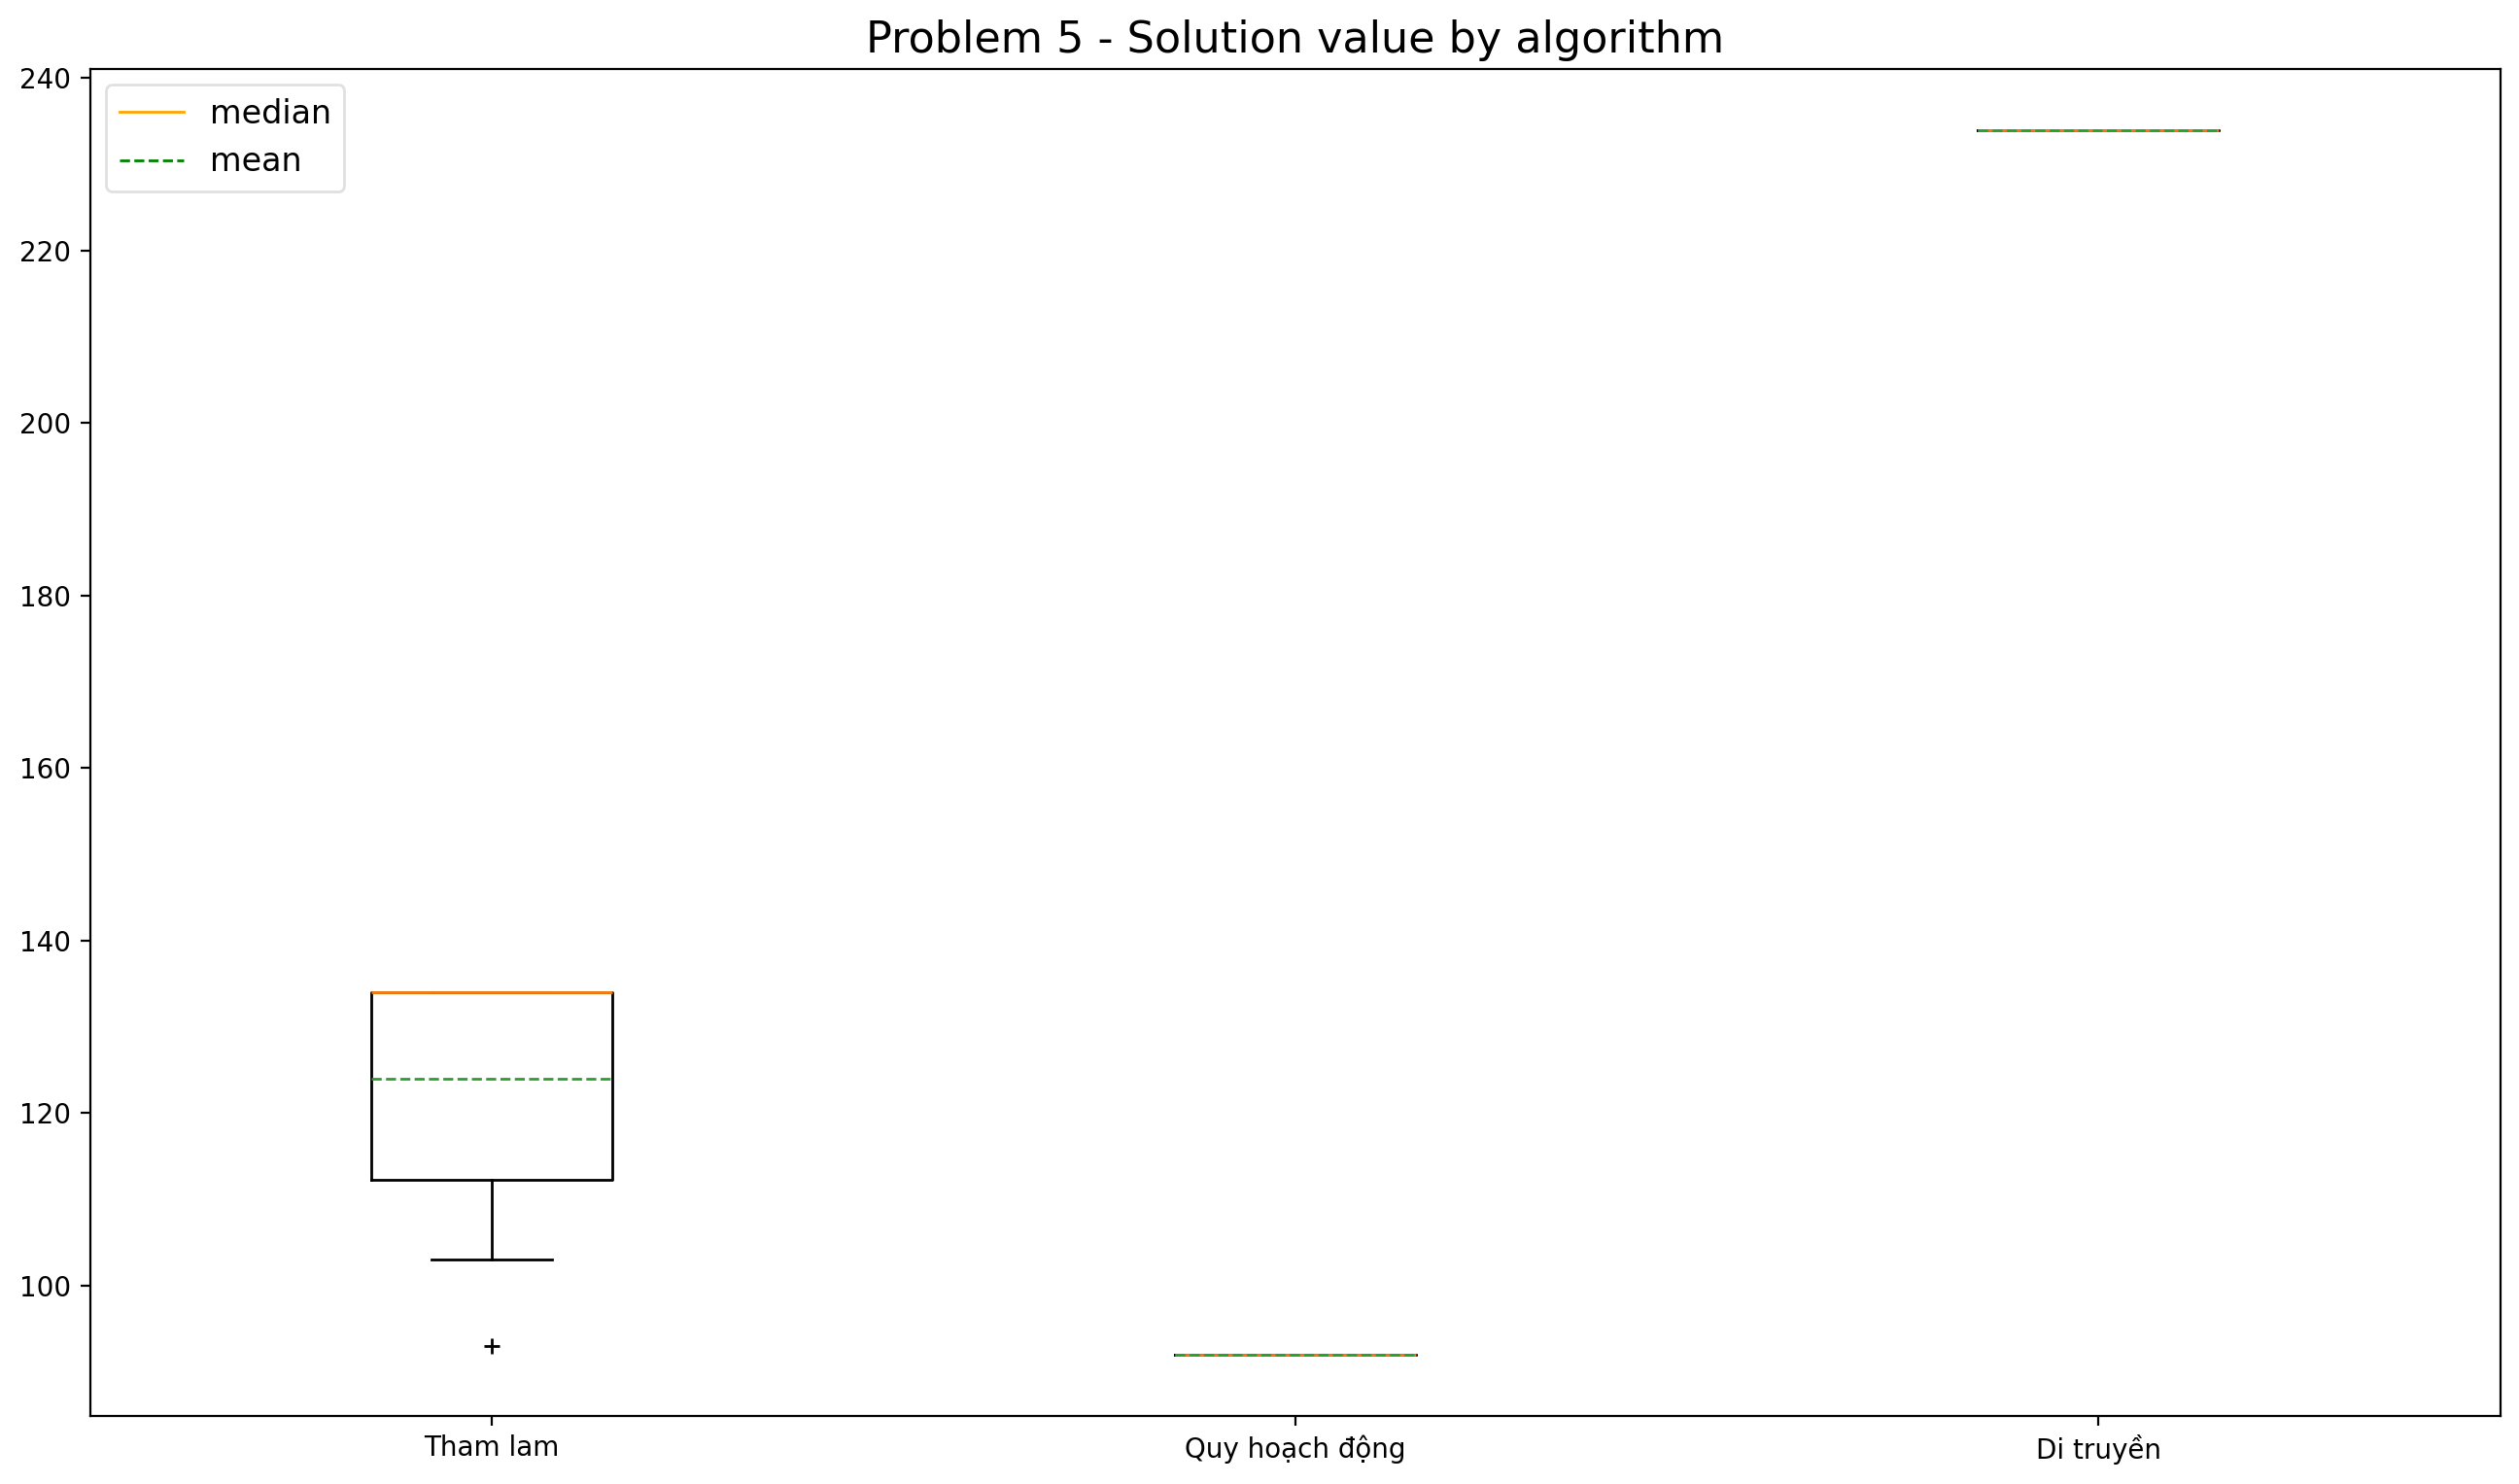 Problem 5 - Solution value by algorithm
240
220
200
180
160
140
120
100
median
mean
Tham lam
Quy hoạch động
Di truyền